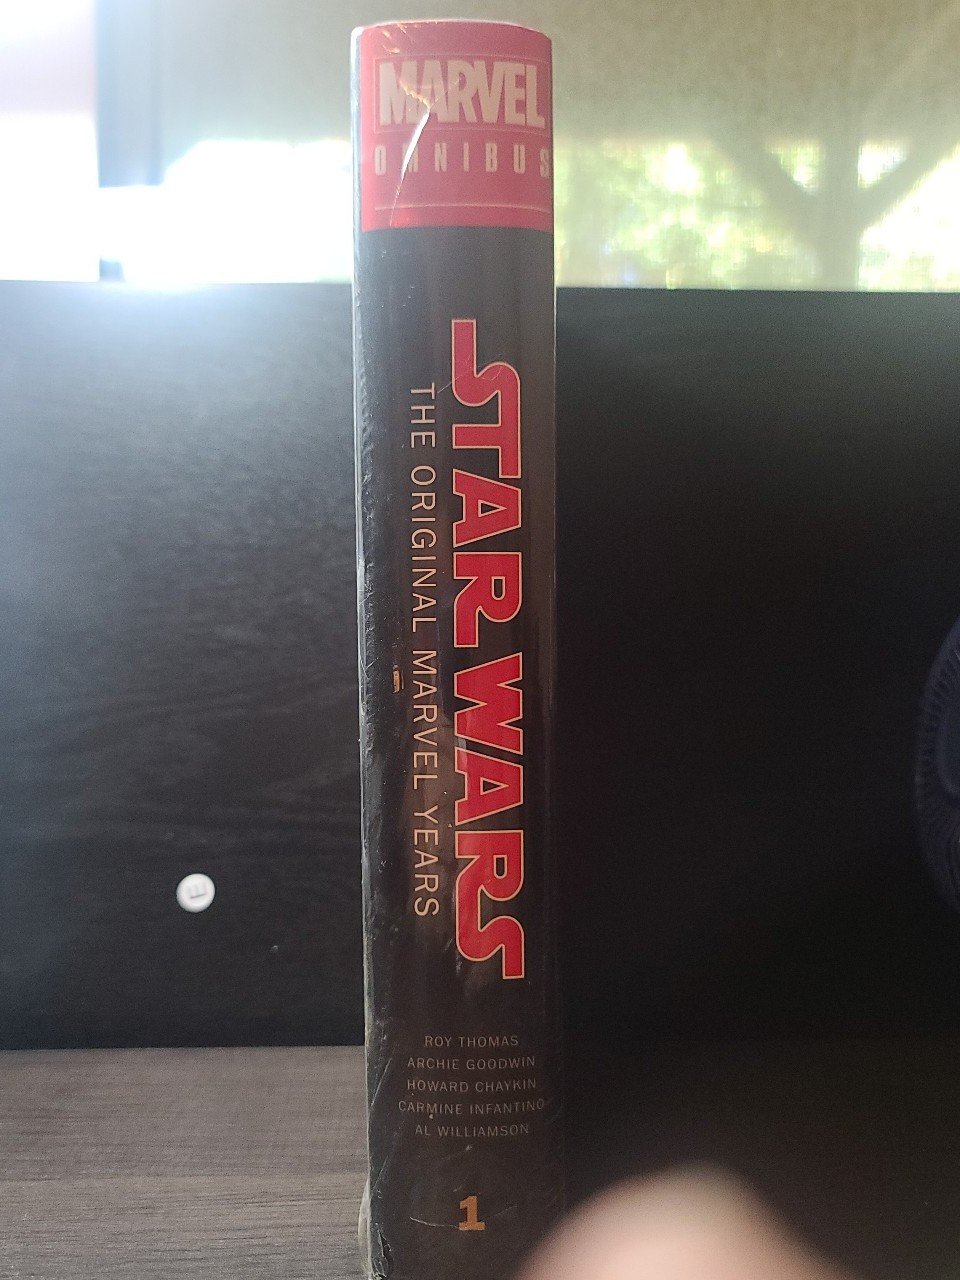 MARVEL
OMNIBUS
STAR WARS
THE ORIGINAL MARVEL YEARS
ROY THOMAS
ARCHIE GOODWIN
HOWARD CHAYKIN
CARMINE INFANTINO
AL WILLIAMSON
1
E